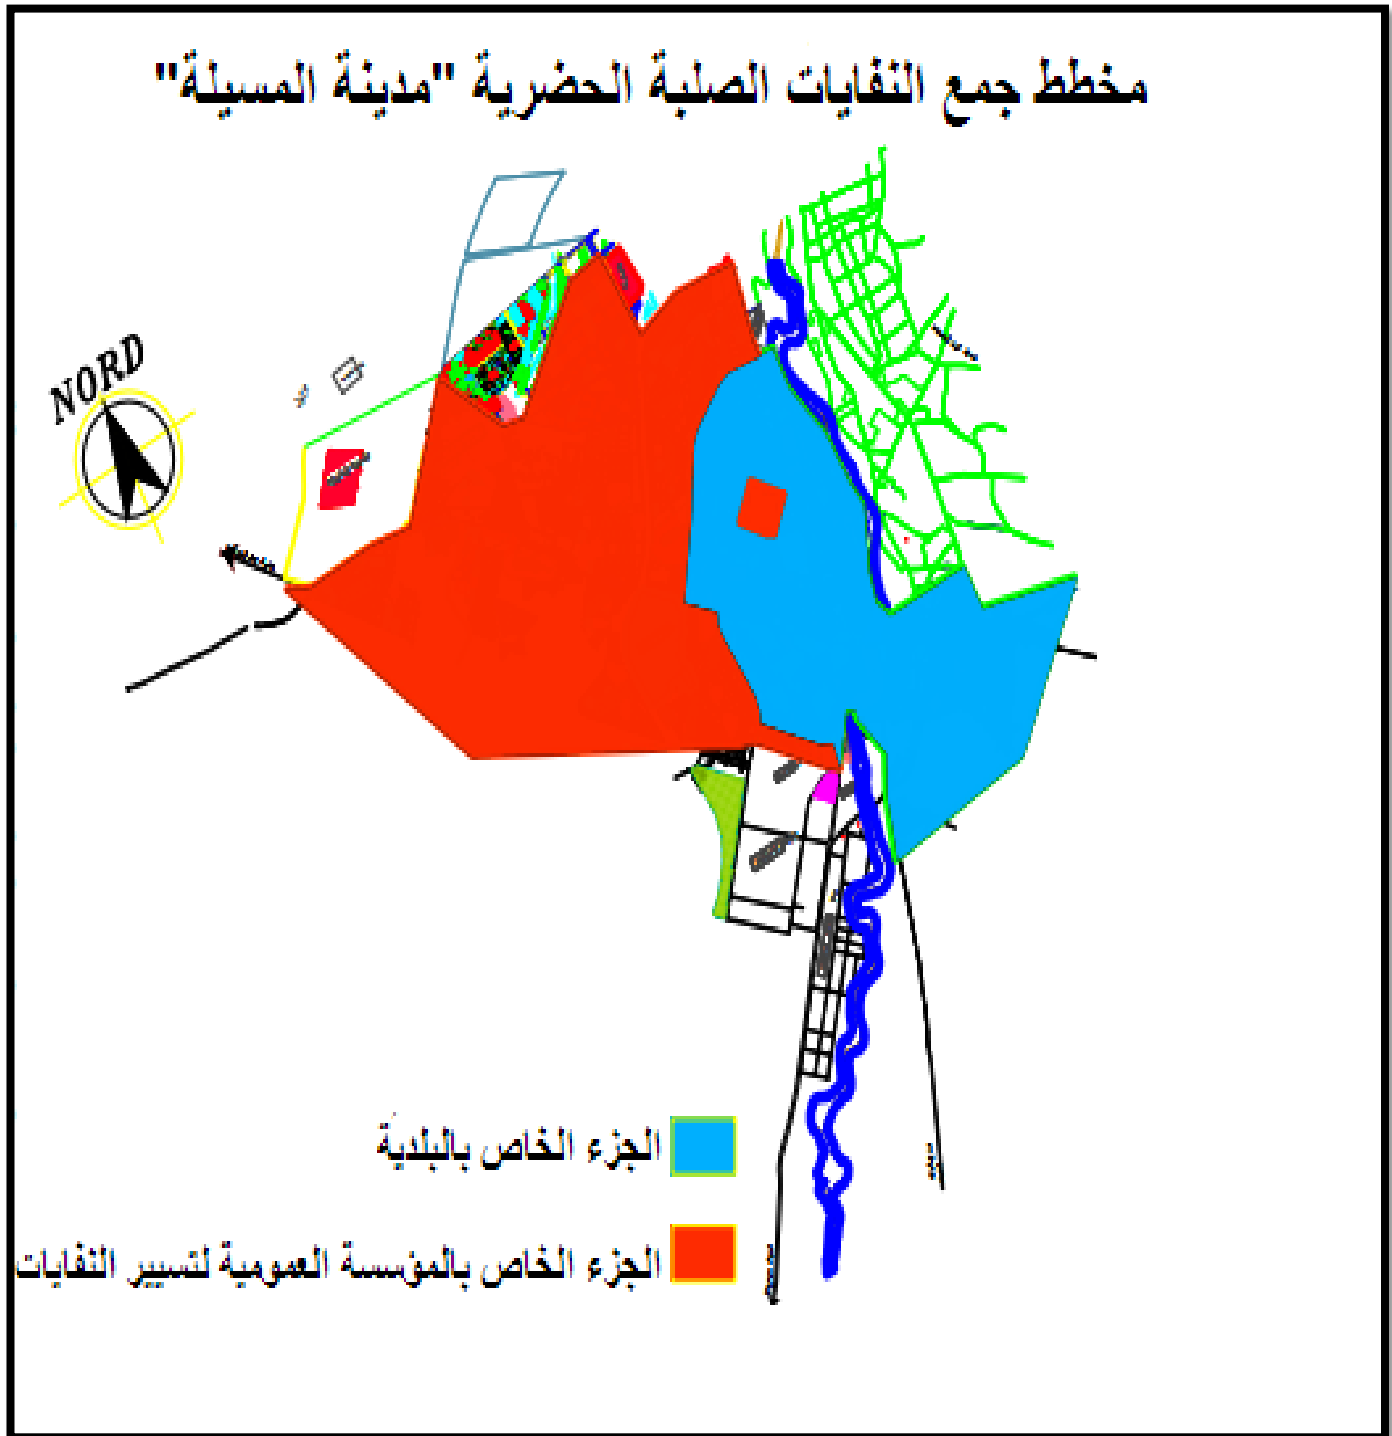 مخطط جمع النفايات الصلبة الحضرية "مدينة المسيلة"
NORD
الجزء الخاص بالبلدية
الجزء الخاص بالمؤسسة العمومية لتسيير النفايات